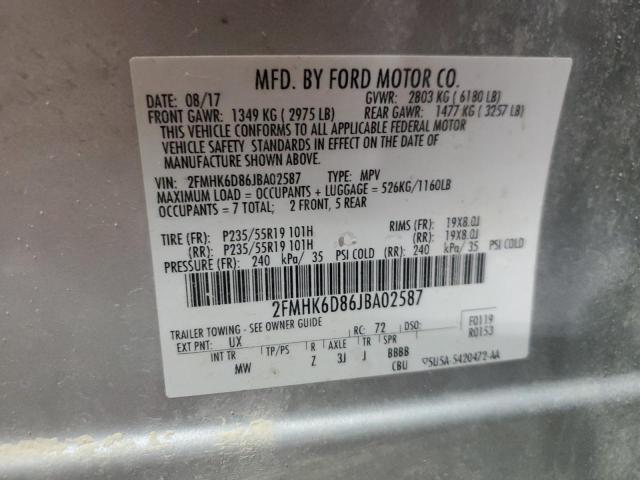 MFD. BY FORD MOTOR CO.
DATE: 08/17 GVWR: 2803 KG ( 6180 LB)
FRONT GAWR: 1349 KG ( 2975 LB) REAR GAWR: 1477 KG ( 3257 LB)
THIS VEHICLE CONFORMS TO ALL APPLICABLE FEDERAL MOTOR
VEHICLE SAFETY STANDARDS IN EFFECT ON THE DATE OF
MANUFACTURE SHOWN ABOVE.
VIN: 2FMHK6D86JBA02587 TYPE: MPV
MAXIMUM LOAD = OCCUPANTS + LUGGAGE = 526KG/1160LB
OCCUPANTS = 7 TOTAL; 2 FRONT, 5 REAR
TIRE (FR): P235/55R19 101H RIMS (FR): 19X8.0J
(RR): P235/55R19 101H (RR): 19X8.0J
PRESSURE (FR): 240 kPa/ 35 PSI COLD (RR): 240 kPa/ 35 PSI COLD
2FMHK6D86JBA02587
TRAILER TOWING - SEE OWNER GUIDE
EXT PNT: UX RC: 72 DSO: F0119
R0153
INT TR TP/PS R AXLE TR SPR
MW Z 3J J BBBB
CBU SUSA-S420472-AA